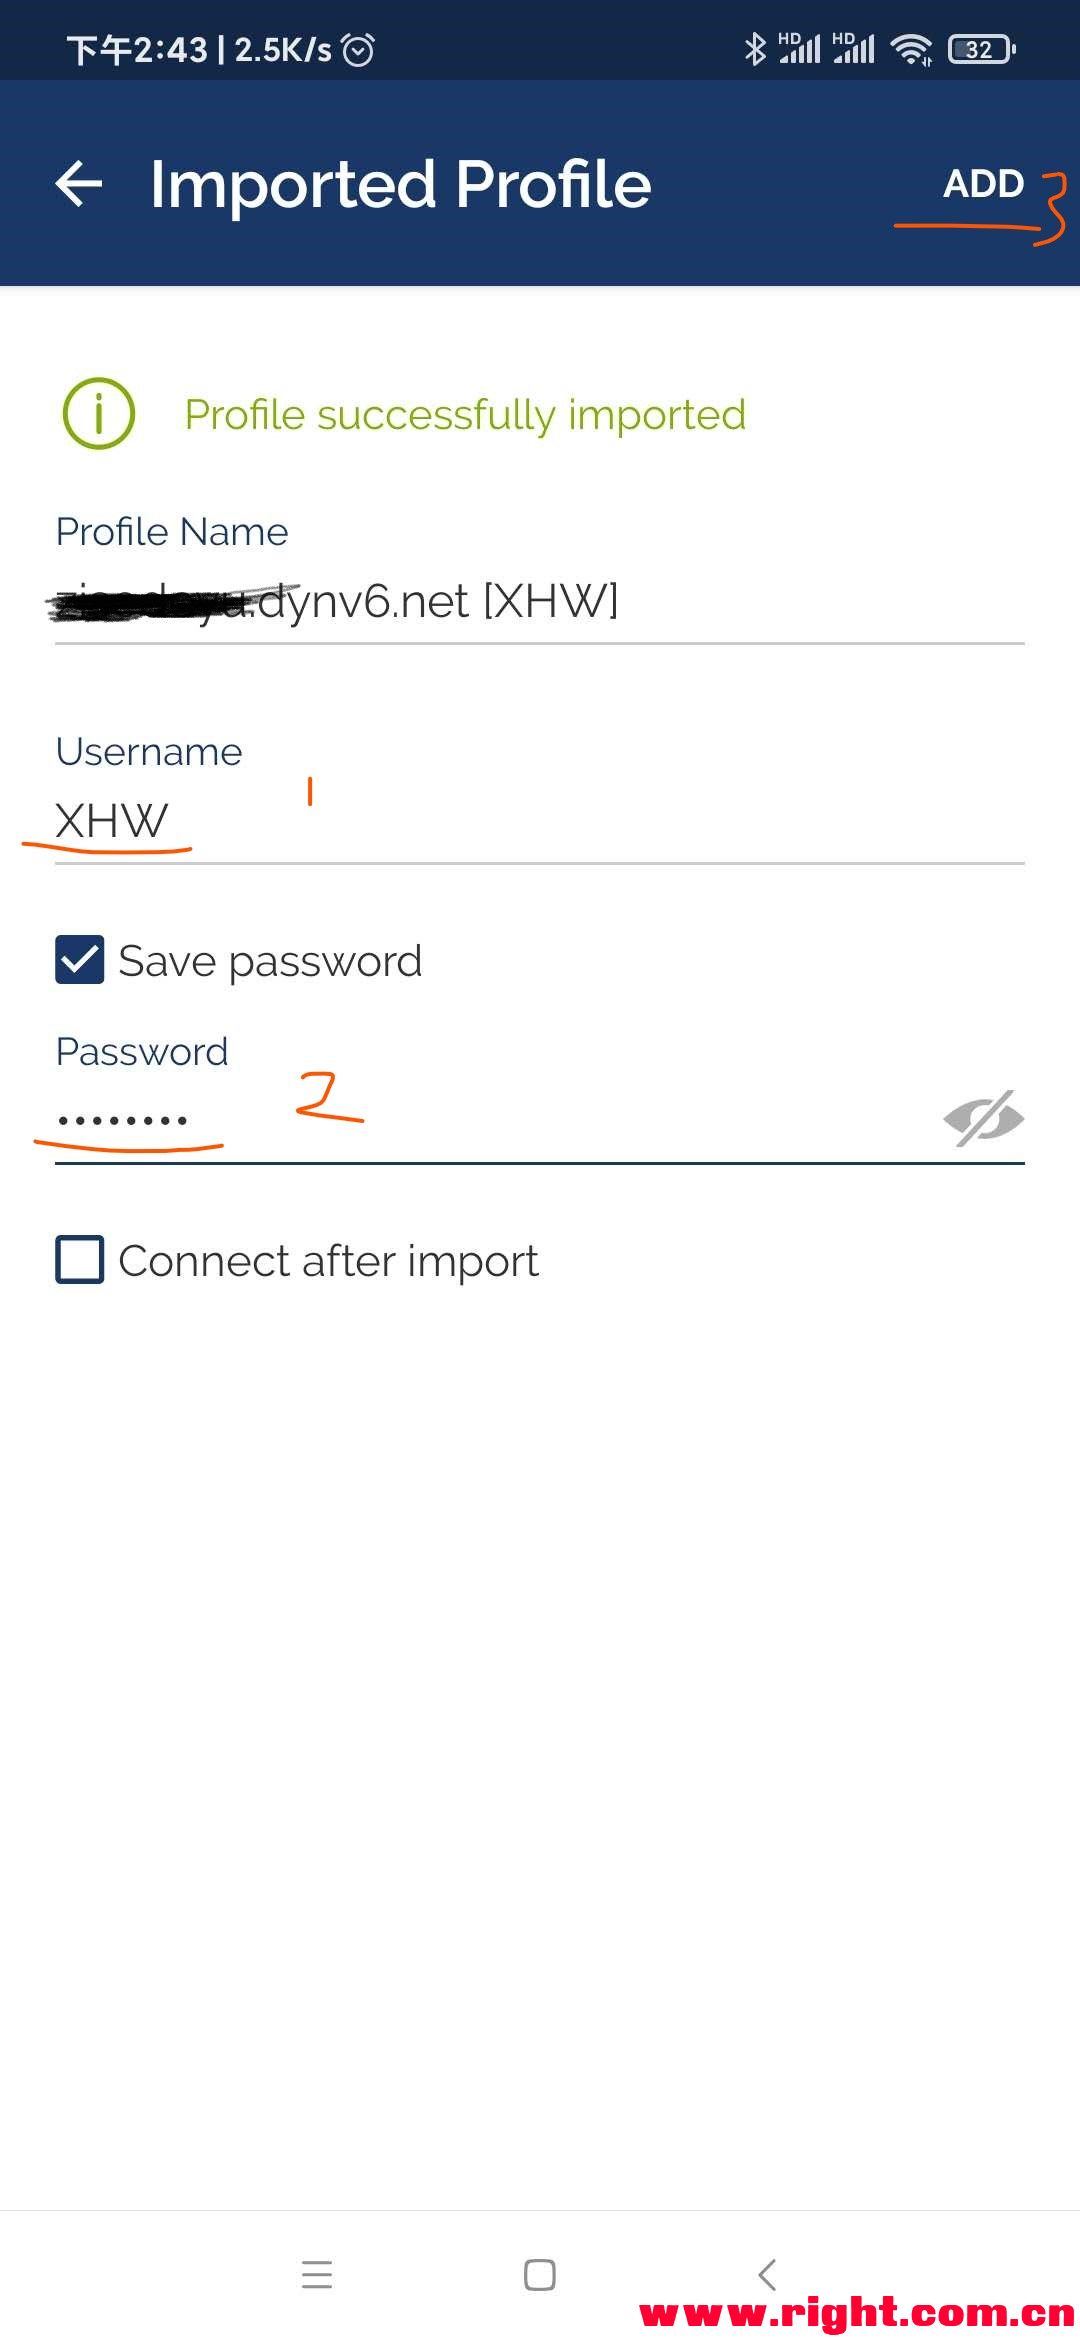 下午2:43 | 2.5K/s
HD HD 32
Imported Profile
ADD 3
Profile successfully imported
Profile Name
.dynv6.net [XHW]
Username
1
XHW
Save password
Password
2
••••••••
Connect after import
www.right.com.cn